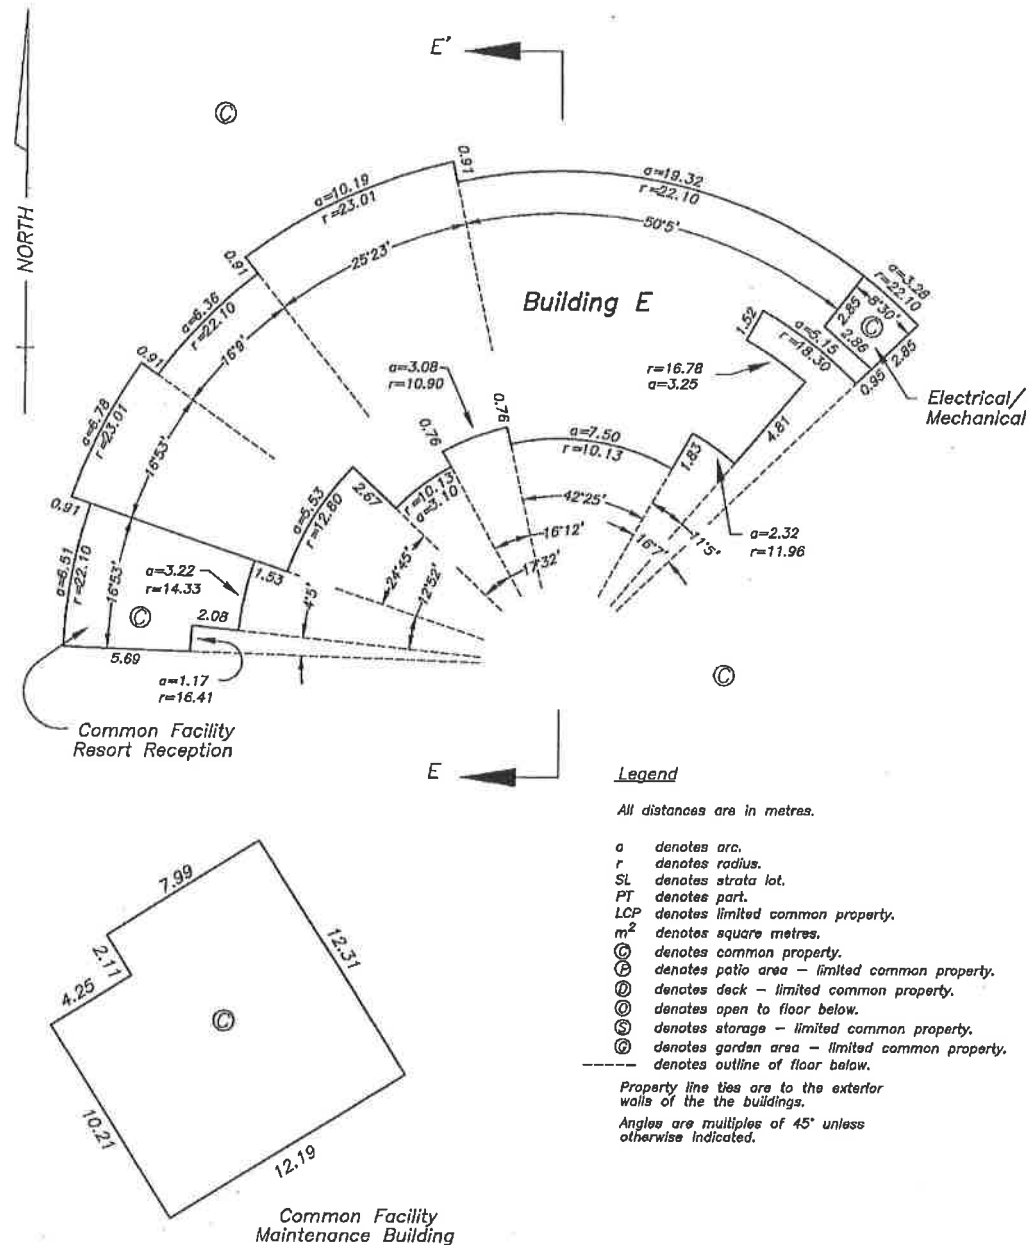 E'
Ⓒ
NORTH
0.91
a=10.19
r=23.01
a=19.32
r=22.10
0.91
25°23'
50°5'
a=6.36
r=22.10
16°9'
Building E
a=3.28
r=22.10
8°30'
2.85
2.86
Ⓒ
2.85
0.95
1.52
a=5.15
r=18.30
0.91
a=3.08
r=10.90
r=16.78
a=3.25
Electrical/
Mechanical
a=6.78
r=23.01
16°53'
0.76
0.76
a=7.50
r=10.13
1.83
4.81
a=5.53
r=12.80
2.67
r=10.13
a=3.10
42°25'
16°12'
17°32'
16°7'
11°5'
a=2.32
r=11.96
0.91
a=6.51
r=22.10
16°53'
a=3.22
r=14.33
1.53
24°45'
12°52'
4°5'
Ⓒ
2.08
5.69
a=1.17
r=16.41
Ⓒ
Common Facility
Resort Reception
E
Legend
All distances are in metres.
a denotes arc.
r denotes radius.
SL denotes strata lot.
PT denotes part.
LCP denotes limited common property.
m² denotes square metres.
Ⓒ denotes common property.
Ⓟ denotes patio area – limited common property.
Ⓓ denotes deck – limited common property.
Ⓞ denotes open to floor below.
Ⓢ denotes storage – limited common property.
Ⓖ denotes garden area – limited common property.
----- denotes outline of floor below.
Property line ties are to the exterior
walls of the the buildings.
Angles are multiples of 45° unless
otherwise indicated.
7.99
2.11
4.25
12.31
Ⓒ
10.21
12.19
Common Facility
Maintenance Building